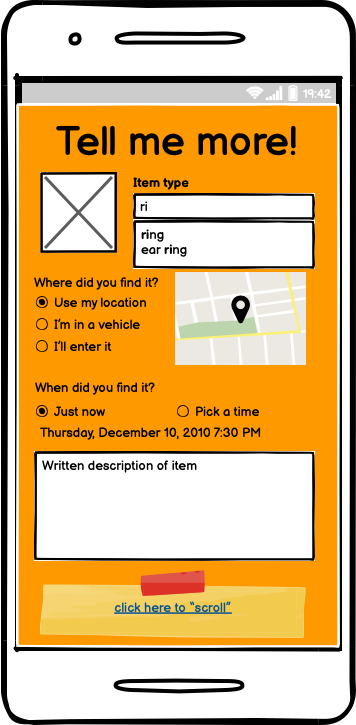 19:42
Tell me more!
Item type
ri
ring
ear ring
Where did you find it?
Use my location
I'm in a vehicle
I'll enter it
When did you find it?
Just now
Pick a time
Thursday, December 10, 2010 7:30 PM
Written description of item
click here to "scroll"